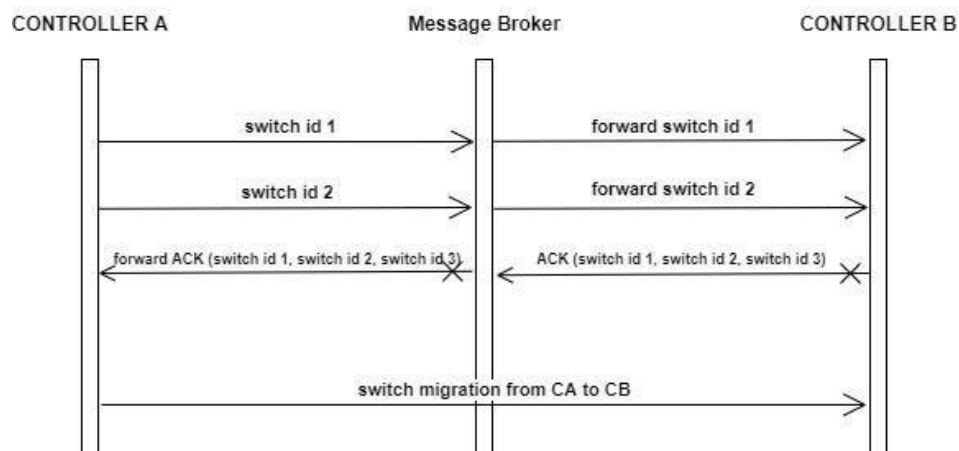 CONTROLLER A
Message Broker
CONTROLLER B
switch id 1
forward switch id 1
switch id 2
forward switch id 2
forward ACK (switch id 1, switch id 2, switch id 3)
ACK (switch id 1, switch id 2, switch id 3)
switch migration from CA to CB